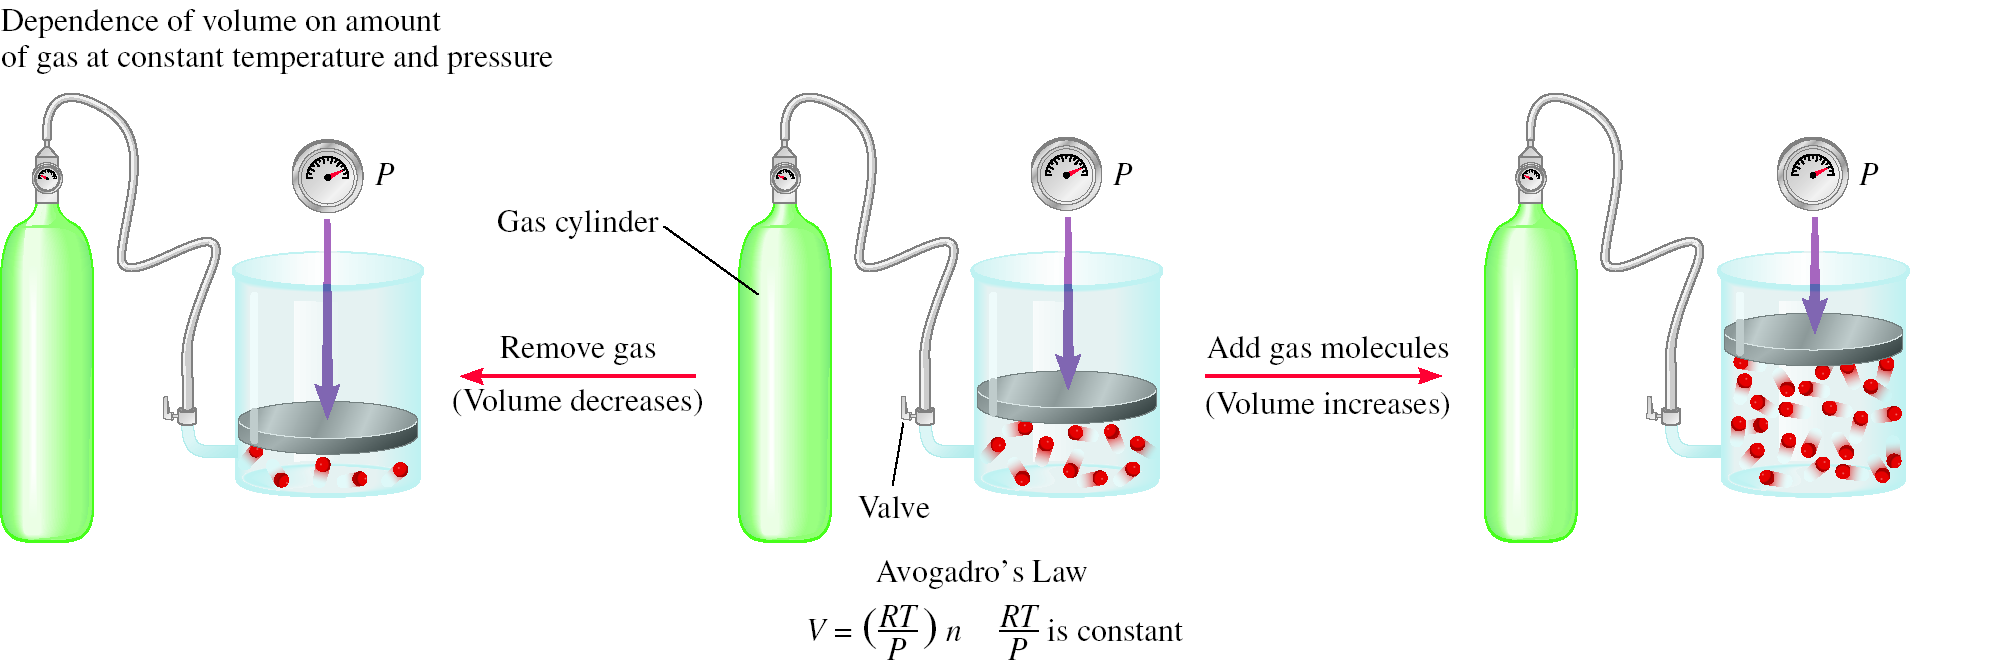 Dependence of volume on amount
of gas at constant temperature and pressure
P
P
P
Gas cylinder
Remove gas
(Volume decreases)
Add gas molecules
(Volume increases)
Valve
Avogadro's Law
V = (RT/P) n    RT/P is constant